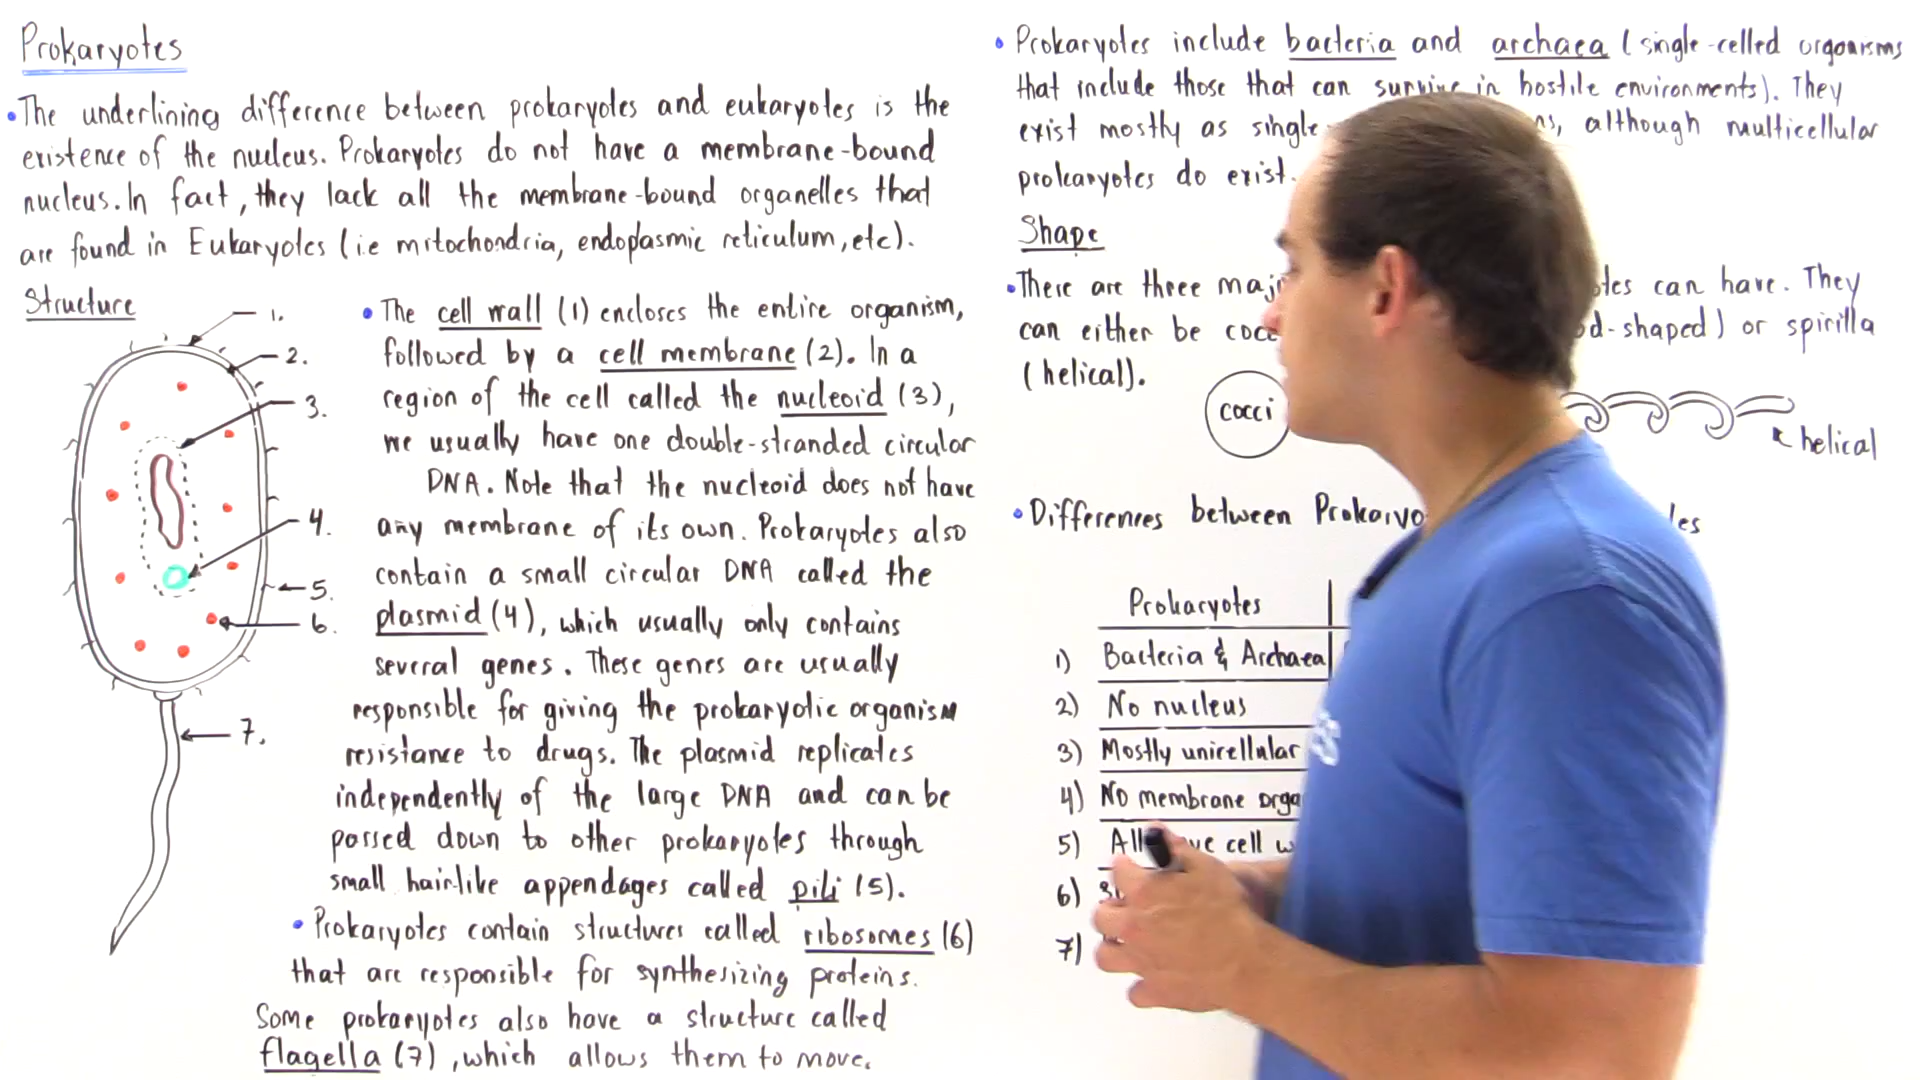 Prokaryotes
• The underlining difference between prokaryotes and eukaryotes is the
existence of the nucleus. Prokaryotes do not have a membrane-bound
nucleus. In fact, they lack all the membrane-bound organelles that
are found in Eukaryotes (i.e mitochondria, endoplasmic reticulum, etc).
Structure
1.
2.
3.
4.
5.
6.
7.
• The cell wall (1) encloses the entire organism,
followed by a cell membrane (2). In a
region of the cell called the nucleoid (3),
we usually have one double-stranded circular
DNA. Note that the nucleoid does not have
any membrane of its own. Prokaryotes also
contain a small circular DNA called the
plasmid (4), which usually only contains
several genes. These genes are usually
responsible for giving the prokaryotic organism
resistance to drugs. The plasmid replicates
independently of the large DNA and can be
passed down to other prokaryotes through
small hairlike appendages called pili (5).
• Prokaryotes contain structures called ribosomes (6)
that are responsible for synthesizing proteins.
Some prokaryotes also have a structure called
flagella (7), which allows them to move.
• Prokaryotes include bacteria and archaea (single-celled organisms
that include those that can survive in hostile environments). They
exist mostly as single although multicellular
prokaryotes do exist.
Shape
• There are three can have. They
can either be -shaped) or spirilla
(helical).
cocci
helical
• Differences between
Prokaryotes
1) Bacteria & Archaea
2) No nucleus
3) Mostly unicellular
4) No membrane
5) All cell
6)
7)